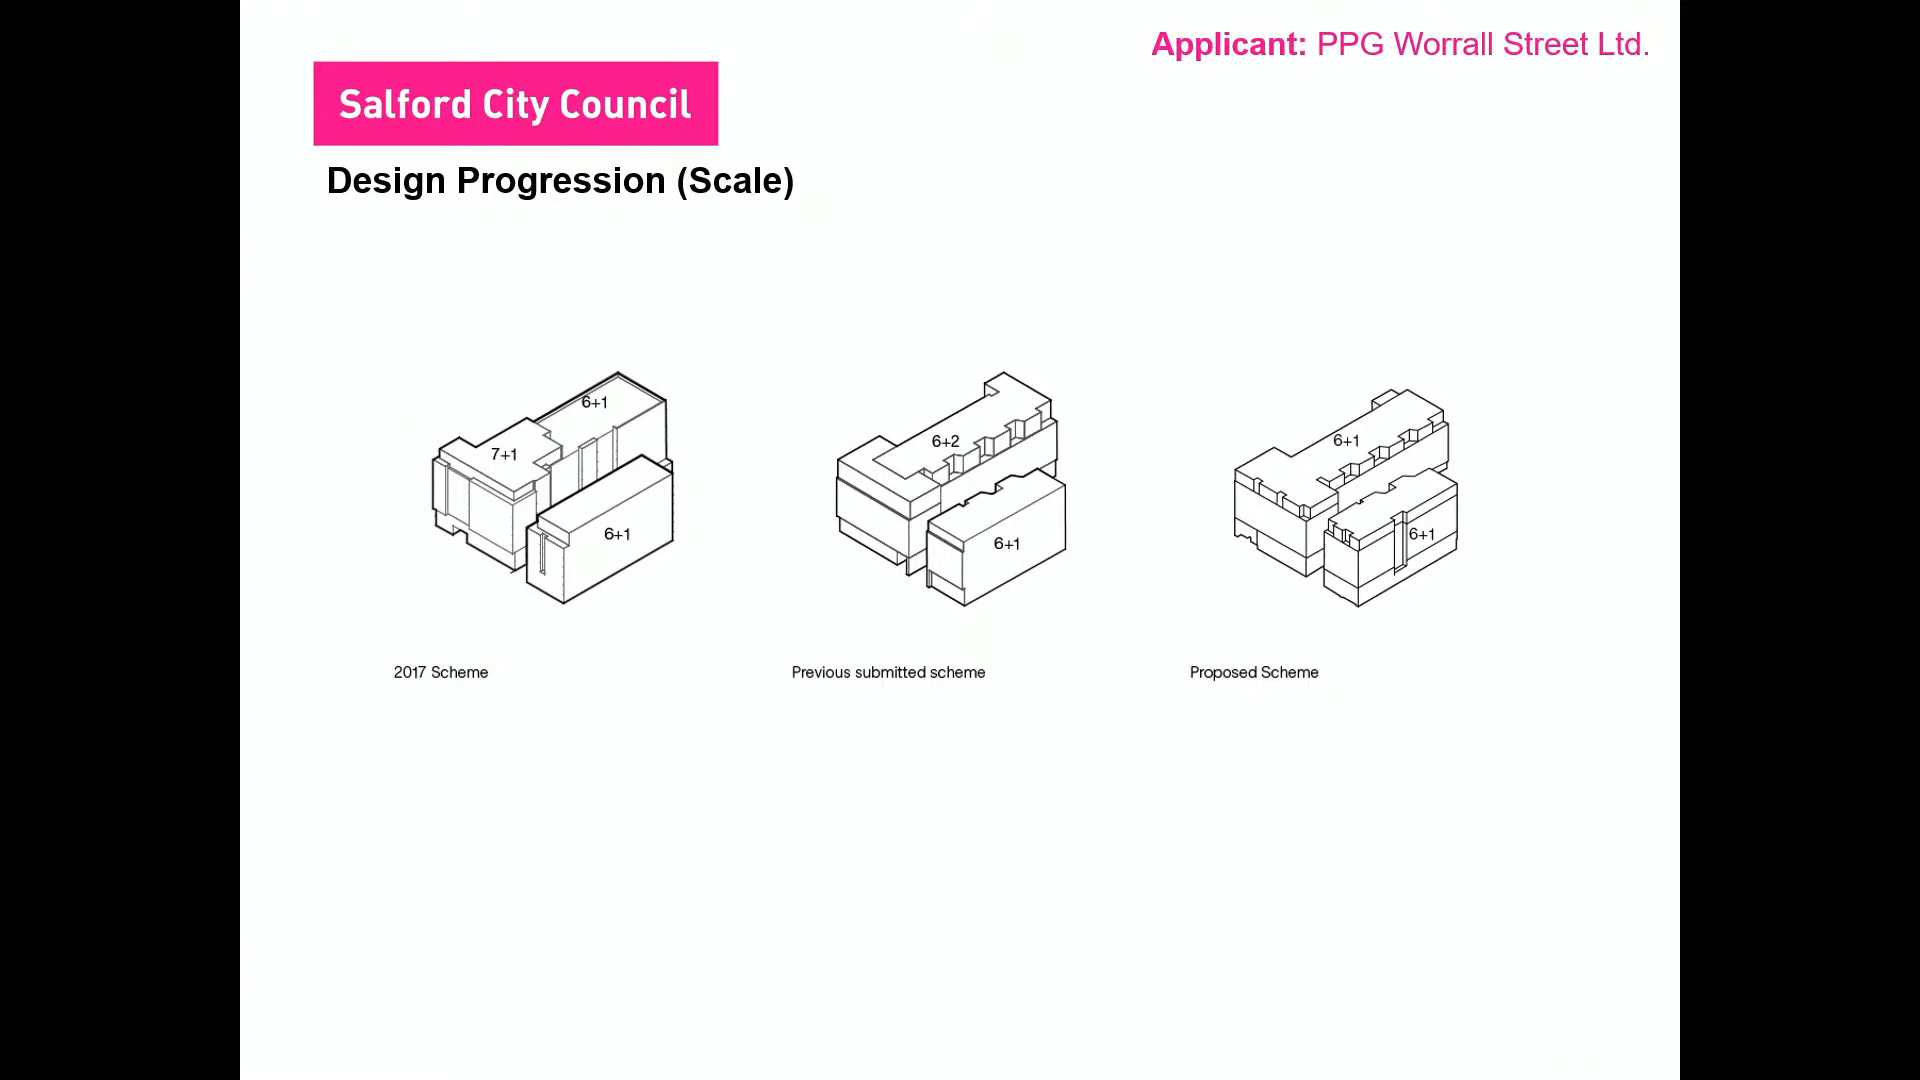 Applicant: PPG Worrall Street Ltd.
Salford City Council
Design Progression (Scale)
6+1
7+1
6+1
2017 Scheme
6+2
6+1
Previous submitted scheme
6+1
6+1
Proposed Scheme